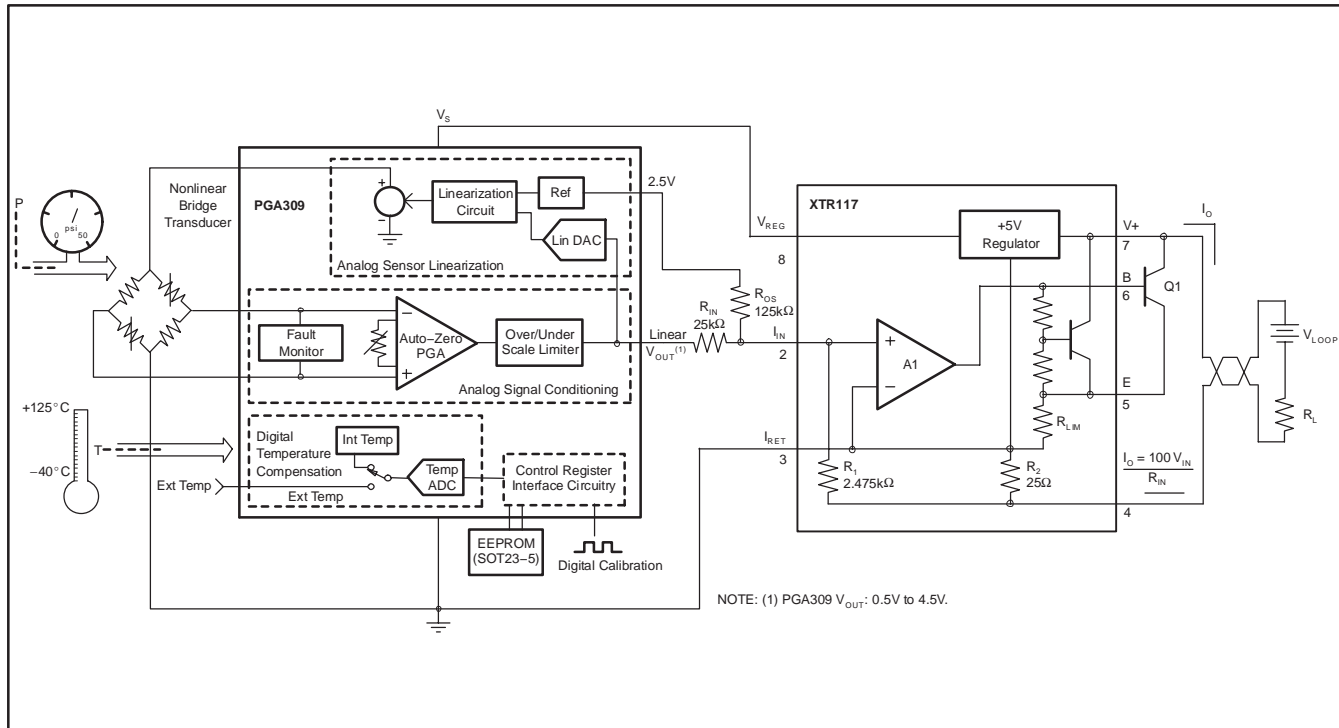 V_S
Nonlinear
Bridge
Transducer
PGA309
Linearization
Circuit
Ref
2.5V
Lin DAC
+
−
Analog Sensor Linearization
P
psi
0 50
XTR117
V_REG
8
+5V
Regulator
V+
7
I_O
B
6
Q1
R_OS
125kΩ
R_IN
25kΩ
I_IN
2
Fault
Monitor
−
Auto−Zero
PGA
+
Over/Under
Scale Limiter
Linear
V_OUT(1)
Analog Signal Conditioning
+
A1
−
E
5
V_LOOP
R_L
R_LIM
+125°C
T
−40°C
Digital
Temperature
Compensation
Int Temp
Temp
ADC
Ext Temp
Ext Temp
Control Register
Interface Circuitry
I_RET
3
R_1
2.475kΩ
R_2
25Ω
I_O = 100 V_IN
R_IN
4
EEPROM
(SOT23−5)
Digital Calibration
NOTE: (1) PGA309 V_OUT: 0.5V to 4.5V.